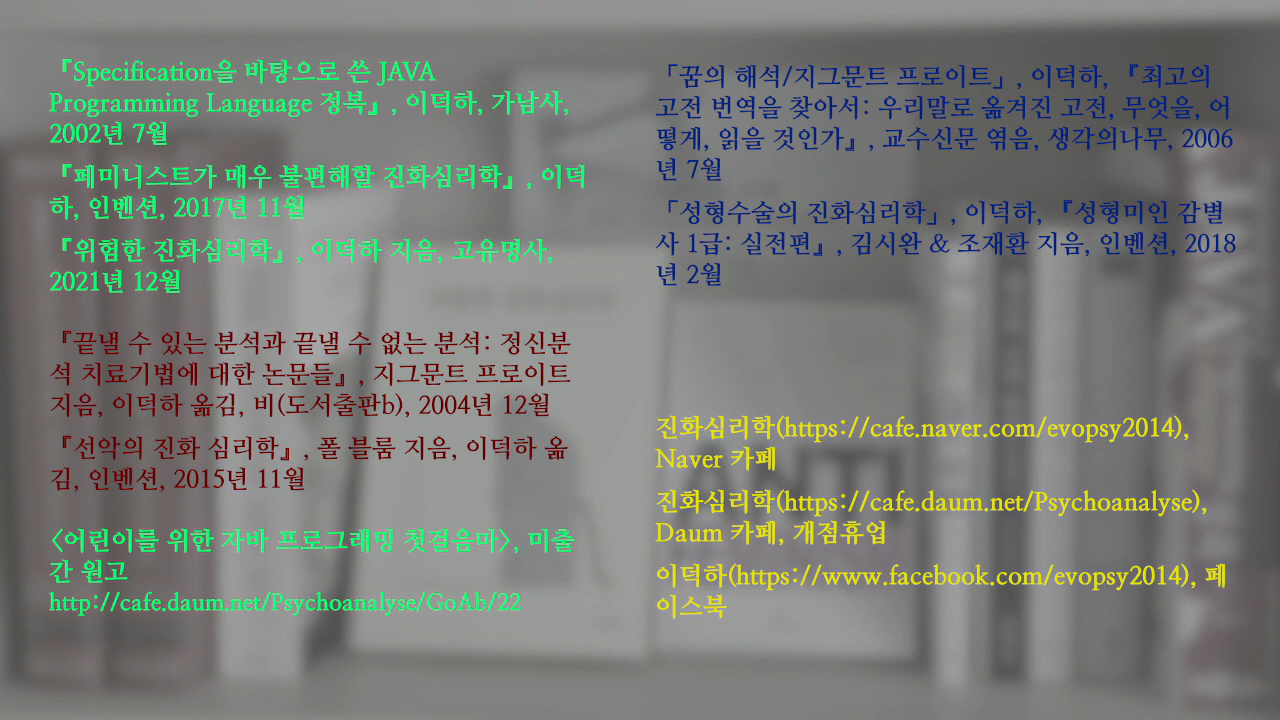 『Specification을 바탕으로 쓴 JAVA
Programming Language 정복』, 이덕하, 가남사,
2002년 7월
『페미니스트가 매우 불편해할 진화심리학』, 이덕
하, 인벤션, 2017년 11월
『위험한 진화심리학』, 이덕하 지음, 고유명사,
2021년 12월
『끝낼 수 있는 분석과 끝낼 수 없는 분석: 정신분
석 치료기법에 대한 논문들』, 지그문트 프로이트
지음, 이덕하 옮김, 비(도서출판b), 2004년 12월
『선악의 진화 심리학』, 폴 블룸 지음, 이덕하 옮
김, 인벤션, 2015년 11월
<어린이를 위한 자바 프로그래밍 첫걸음마>, 미출
간 원고
http://cafe.daum.net/Psychoanalyse/GoAb/22
「꿈의 해석/지그문트 프로이트」, 이덕하, 『최고의
고전 번역을 찾아서: 우리말로 옮겨진 고전, 무엇을, 어
떻게, 읽을 것인가』, 교수신문 엮음, 생각의나무, 2006
년 7월
「성형수술의 진화심리학」, 이덕하, 『성형미인 감별
사 1급: 실전편』, 김시완 & 조재환 지음, 인벤션, 2018
년 2월
진화심리학(https://cafe.naver.com/evopsy2014),
Naver 카페
진화심리학(https://cafe.daum.net/Psychoanalyse),
Daum 카페, 개점휴업
이덕하(https://www.facebook.com/evopsy2014), 페
이스북